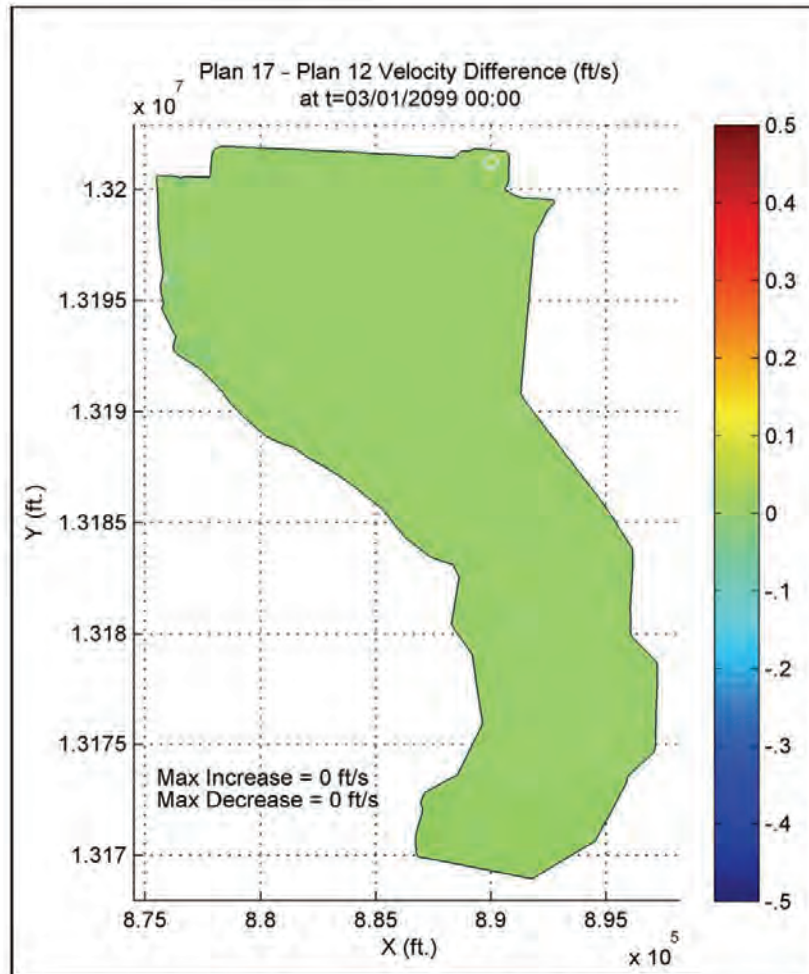 Plan 17 - Plan 12 Velocity Difference (ft/s)
at t=03/01/2099 00:00
x 10 7
1.32
1.3195
1.319
1.3185
1.318
1.3175
1.317
Y (ft.)
Max Increase = 0 ft/s
Max Decrease = 0 ft/s
8.75
8.8
8.85
8.9
8.95
X (ft.)
x 10 5
0.5
0.4
0.3
0.2
0.1
0
-.1
-.2
-.3
-.4
-.5